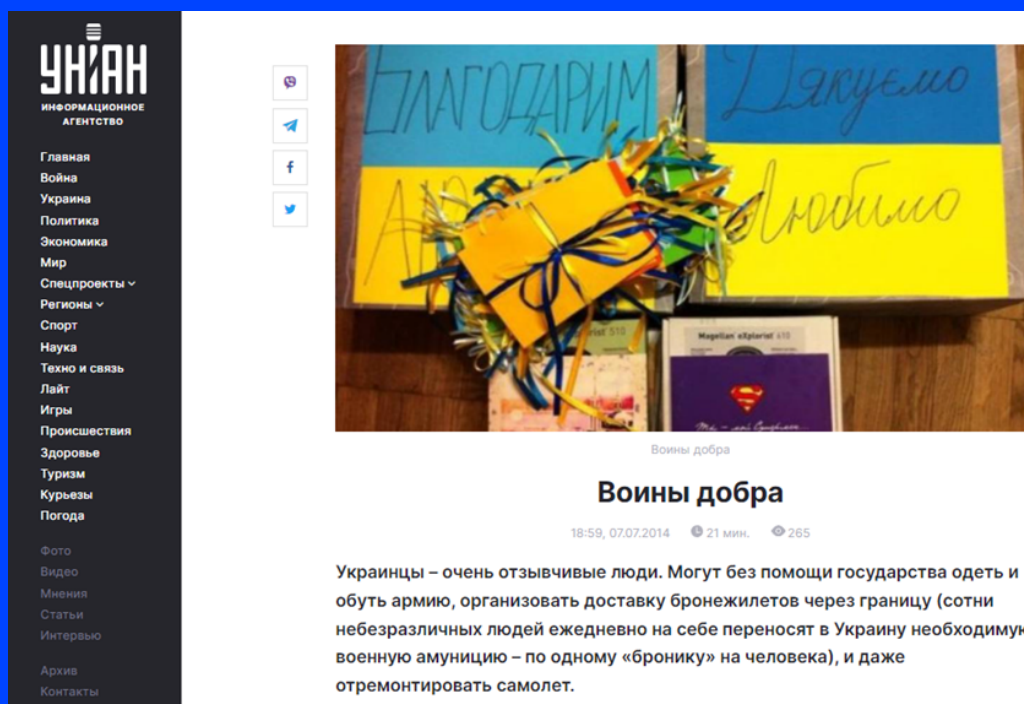 УНІАН
ИНФОРМАЦИОННОЕ
АГЕНТСТВО
Главная
Война
Украина
Политика
Экономика
Мир
Спецпроекты
Регионы
Спорт
Наука
Техно и связь
Лайт
Игры
Происшествия
Здоровье
Туризм
Курьезы
Погода
Фото
Видео
Мнения
Статьи
Интервью
Архив
Контакты
БЛАГОДАРИМ
Дякуємо
Любимо
510
Magellan eXplorist 610
Ти – мой
Воины добра
Воины добра
18:59, 07.07.2014 21 мин. 265
Украинцы – очень отзывчивые люди. Могут без помощи государства одеть и
обуть армию, организовать доставку бронежилетов через границу (сотни
небезразличных людей ежедневно на себе переносят в Украину необходимую
военную амуницию – по одному «бронику» на человека), и даже
отремонтировать самолет.